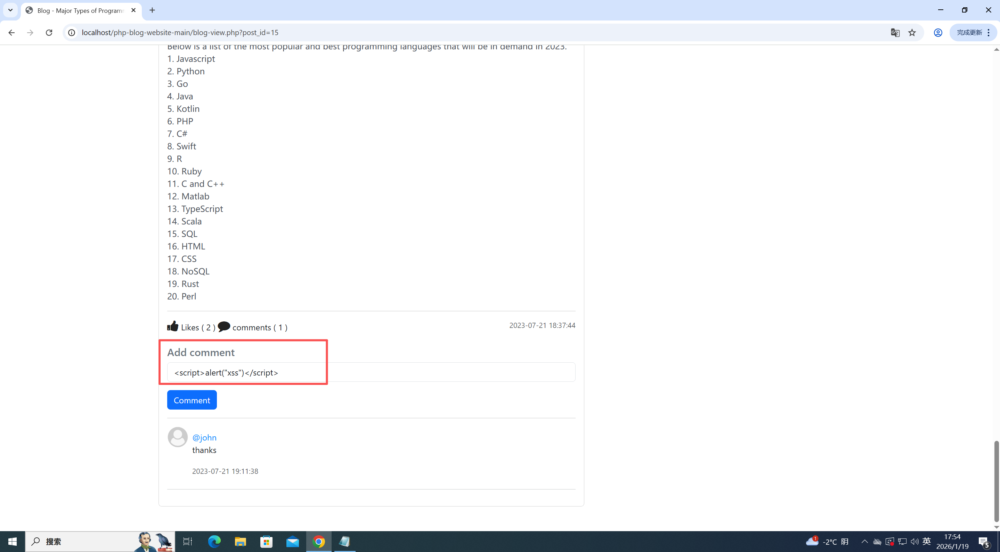 Blog - Major Types of Programm
localhost/php-blog-website-main/blog-view.php?post_id=15
完成更新
Below is a list of the most popular and best programming languages that will be in demand in 2023.
1. Javascript
2. Python
3. Go
4. Java
5. Kotlin
6. PHP
7. C#
8. Swift
9. R
10. Ruby
11. C and C++
12. Matlab
13. TypeScript
14. Scala
15. SQL
16. HTML
17. CSS
18. NoSQL
19. Rust
20. Perl
Likes ( 2 ) comments ( 1 ) 2023-07-21 18:37:44
Add comment
<script>alert("xss")</script>
Comment
@john
thanks
2023-07-21 19:11:38
搜索
1
-2°C 阴
英
17:54
2026/1/19
5